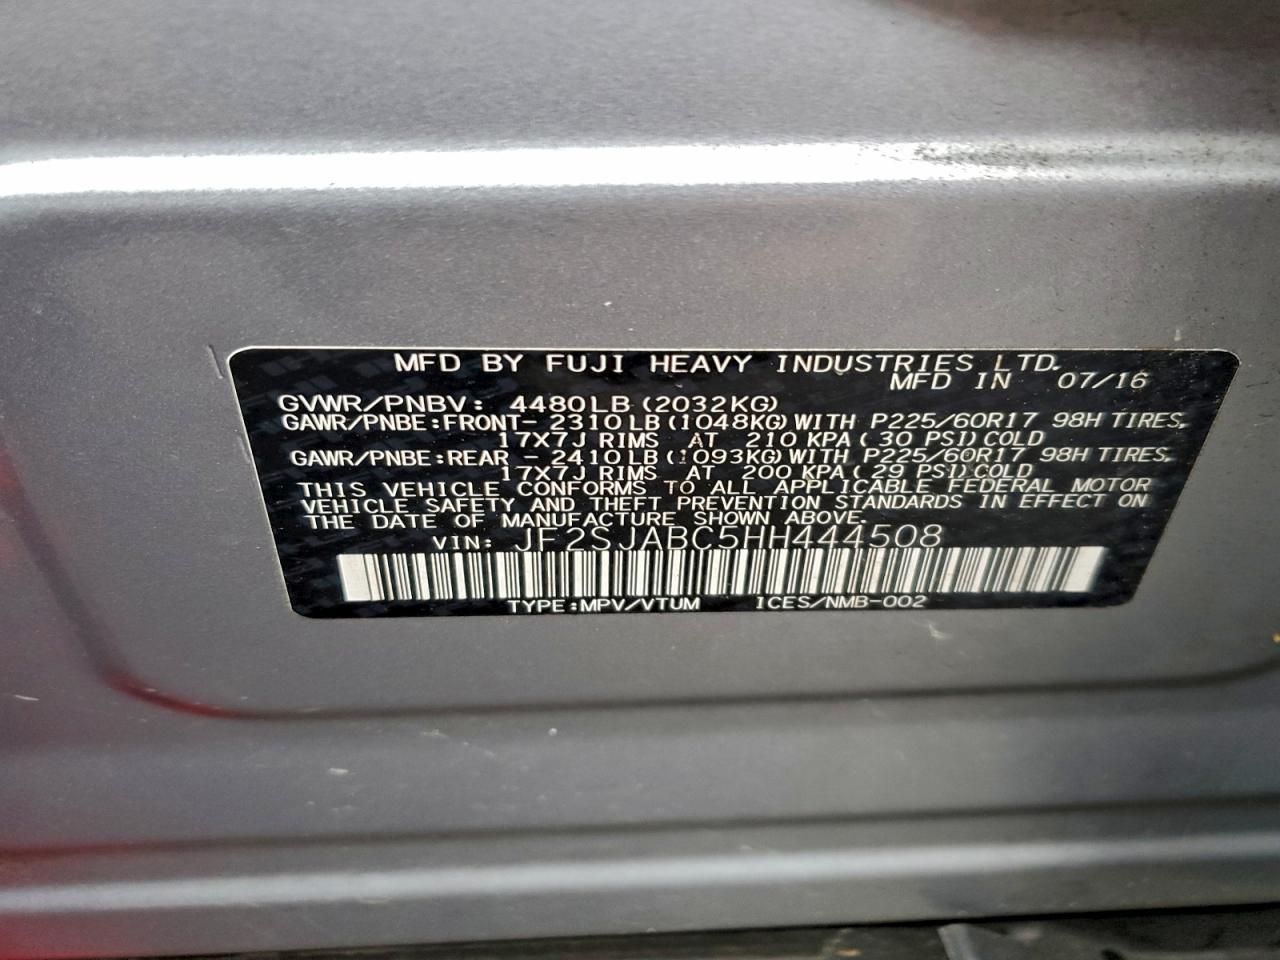 MFD BY FUJI HEAVY INDUSTRIES LTD.
MFD IN 07/16
GVWR/PNBV: 4480LB (2032KG)
GAWR/PNBE:FRONT- 2310LB (1048KG) WITH P225/60R17 98H TIRES,
17X7J RIMS AT 210 KPA ( 30 PSI) COLD
GAWR/PNBE:REAR - 2410LB (1093KG) WITH P225/60R17 98H TIRES,
17X7J RIMS AT 200 KPA ( 29 PSI) COLD
THIS VEHICLE CONFORMS TO ALL APPLICABLE FEDERAL MOTOR
VEHICLE SAFETY AND THEFT PREVENTION STANDARDS IN EFFECT ON
THE DATE OF MANUFACTURE SHOWN ABOVE.
VIN: JF2SJABC5HH444508
TYPE:MPV/VTUM ICES/NMB-002